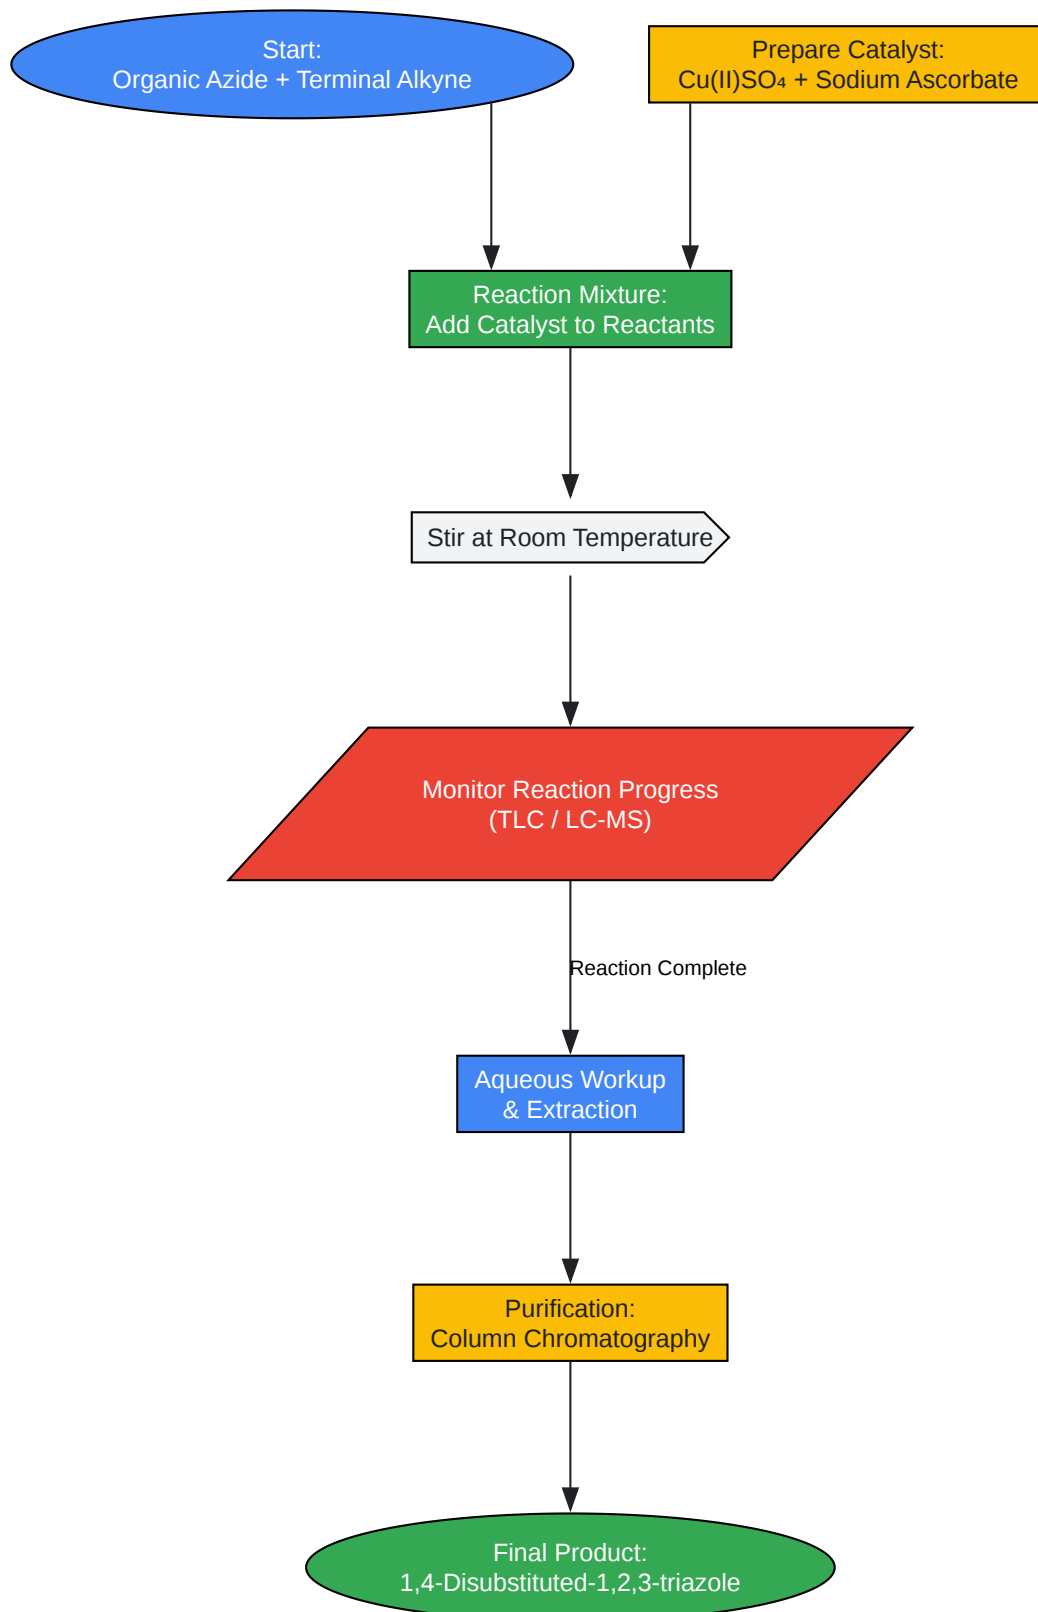 Start:
Organic Azide + Terminal Alkyne
Prepare Catalyst:
Cu(II)SO₄ + Sodium Ascorbate
Reaction Mixture:
Add Catalyst to Reactants
Stir at Room Temperature
Monitor Reaction Progress
(TLC / LC-MS)
Reaction Complete
Aqueous Workup
& Extraction
Purification:
Column Chromatography
Final Product:
1,4-Disubstituted-1,2,3-triazole